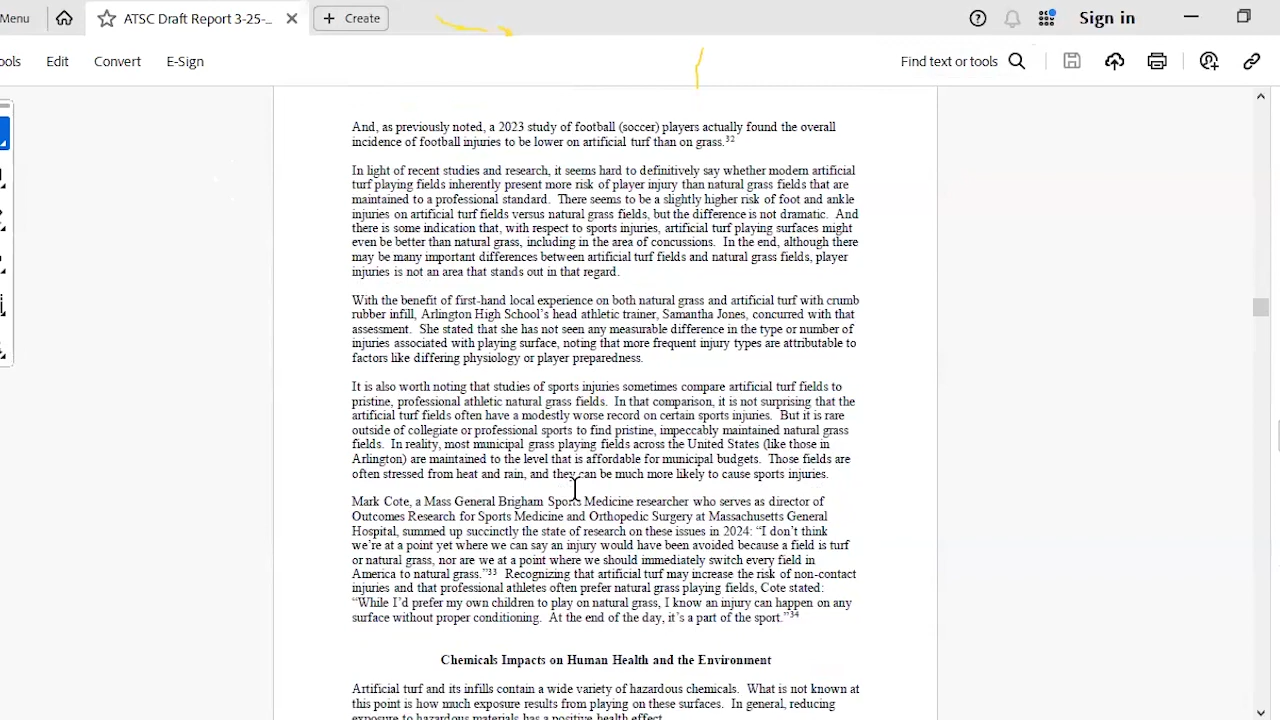 Menu
ATSC Draft Report 3-25-_
Create
Sign in
ools
Edit
Convert
E-Sign
Find text or tools
And, as previously noted, a 2023 study of football (soccer) players actually found the overall
incidence of football injuries to be lower on artificial turf than on grass.32
In light of recent studies and research, it seems hard to definitively say whether modern artificial
turf playing fields inherently present more risk of player injury than natural grass fields that are
maintained to a professional standard. There seems to be a slightly higher risk of foot and ankle
injuries on artificial turf fields versus natural grass fields, but the difference is not dramatic. And
there is some indication that, with respect to sports injuries, artificial turf playing surfaces might
even be better than natural grass, including in the area of concussions. In the end, although there
may be many important differences between artificial turf fields and natural grass fields, player
injuries is not an area that stands out in that regard.
With the benefit of first-hand local experience on both natural grass and artificial turf with crumb
rubber infill, Arlington High School's head athletic trainer, Samantha Jones, concurred with that
assessment. She stated that she has not seen any measurable difference in the type or number of
injuries associated with playing surface, noting that more frequent injury types are attributable to
factors like differing physiology or player preparedness.
It is also worth noting that studies of sports injuries sometimes compare artificial turf fields to
pristine, professional athletic natural grass fields. In that comparison, it is not surprising that the
artificial turf fields often have a modestly worse record on certain sports injuries. But it is rare
outside of collegiate or professional sports to find pristine, impeccably maintained natural grass
fields. In reality, most municipal grass playing fields across the United States (like those in
Arlington) are maintained to the level that is affordable for municipal budgets. Those fields are
often stressed from heat and rain, and they can be much more likely to cause sports injuries.
Mark Cote, a Mass General Brigham Sports Medicine researcher who serves as director of
Outcomes Research for Sports Medicine and Orthopedic Surgery at Massachusetts General
Hospital, summed up succinctly the state of research on these issues in 2024: "I don't think
we're at a point yet where we can say an injury would have been avoided because a field is turf
or natural grass, nor are we at a point where we should immediately switch every field in
America to natural grass."33 Recognizing that artificial turf may increase the risk of non-contact
injuries and that professional athletes often prefer natural grass playing fields, Cote stated:
"While I'd prefer my own children to play on natural grass, I know an injury can happen on any
surface without proper conditioning. At the end of the day, it's a part of the sport."34
Chemicals Impacts on Human Health and the Environment
Artificial turf and its infills contain a wide variety of hazardous chemicals. What is not known at
this point is how much exposure results from playing on these surfaces. In general, reducing
exposure to hazardous materials has a positive health effect.